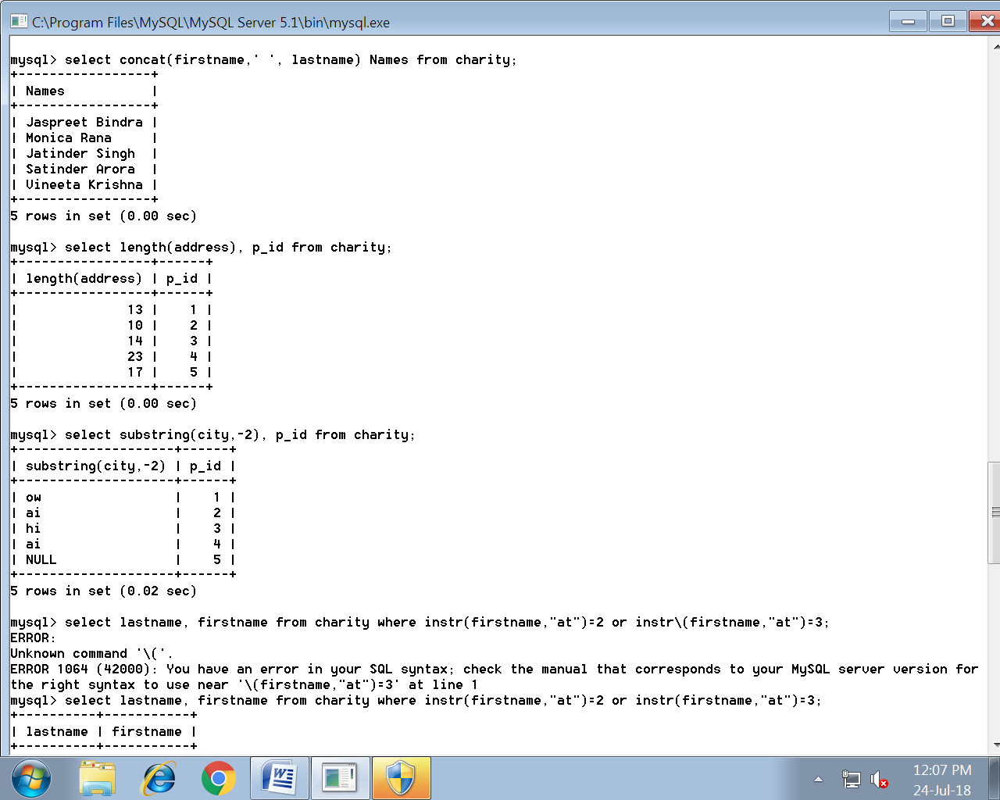 C:\Program Files\MySQL\MySQL Server 5.1\bin\mysql.exe
mysql> select concat(firstname,' ', lastname) Names from charity;
+-----------------+
| Names           |
+-----------------+
| Jaspreet Bindra |
| Monica Rana     |
| Jatinder Singh  |
| Satinder Arora  |
| Vineeta Krishna |
+-----------------+
5 rows in set (0.00 sec)
mysql> select length(address), p_id from charity;
+-----------------+------+
| length(address) | p_id |
+-----------------+------+
|              13 |    1 |
|              10 |    2 |
|              14 |    3 |
|              23 |    4 |
|              17 |    5 |
+-----------------+------+
5 rows in set (0.00 sec)
mysql> select substring(city,-2), p_id from charity;
+--------------------+------+
| substring(city,-2) | p_id |
+--------------------+------+
| ow                 |    1 |
| ai                 |    2 |
| hi                 |    3 |
| ai                 |    4 |
| NULL               |    5 |
+--------------------+------+
5 rows in set (0.02 sec)
mysql> select lastname, firstname from charity where instr(firstname,"at")=2 or instr\(firstname,"at")=3;
ERROR:
Unknown command '\('.
ERROR 1064 (42000): You have an error in your SQL syntax; check the manual that corresponds to your MySQL server version for
the right syntax to use near '\(firstname,"at")=3' at line 1
mysql> select lastname, firstname from charity where instr(firstname,"at")=2 or instr(firstname,"at")=3;
+----------+-----------+
| lastname | firstname |
+----------+-----------+
12:07 PM
24-Jul-18